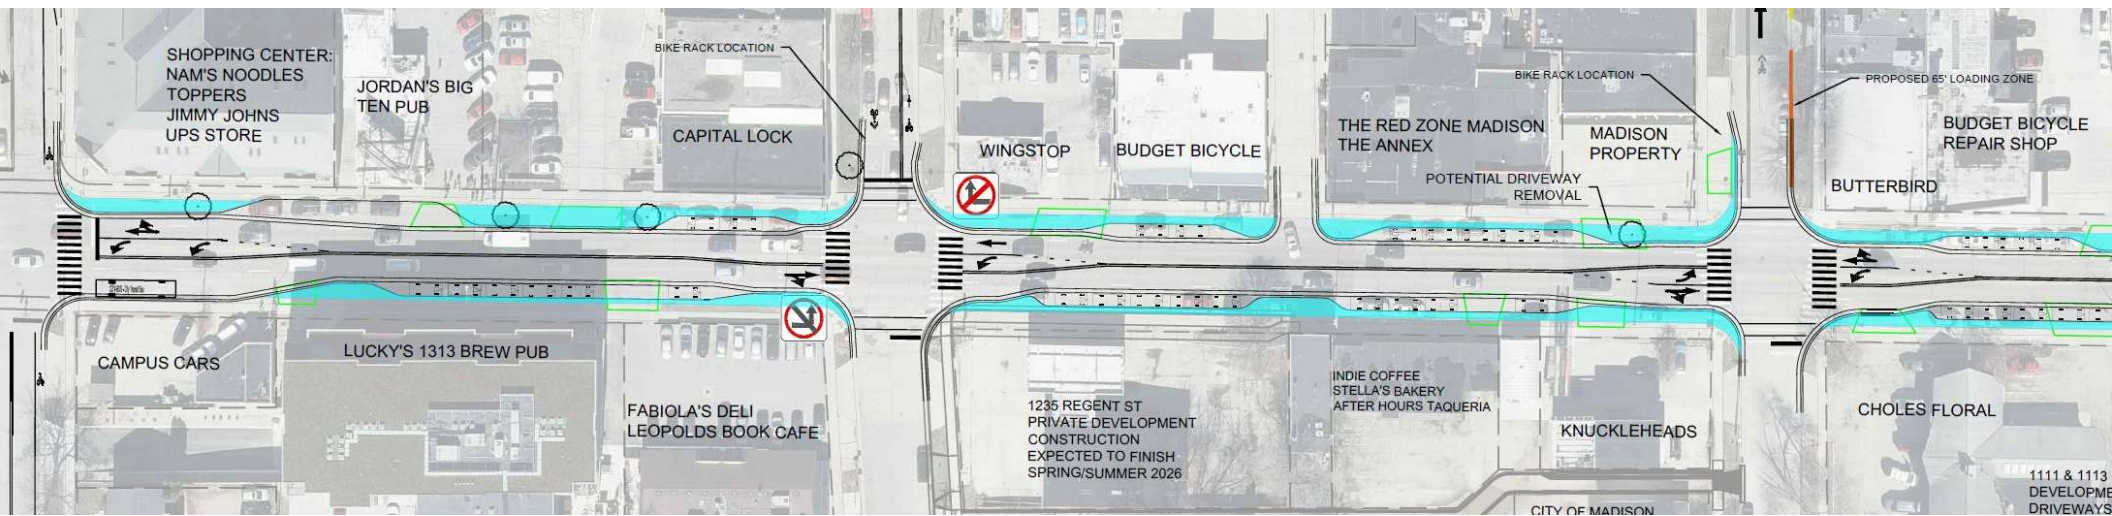 SHOPPING CENTER:
NAM'S NOODLES
TOPPERS
JIMMY JOHNS
UPS STORE
JORDAN'S BIG
TEN PUB
BIKE RACK LOCATION
CAPITAL LOCK
WINGSTOP
BUDGET BICYCLE
THE RED ZONE MADISON
THE ANNEX
BIKE RACK LOCATION
MADISON
PROPERTY
POTENTIAL DRIVEWAY
REMOVAL
PROPOSED 65' LOADING ZONE
BUDGET BICYCLE
REPAIR SHOP
BUTTERBIRD
CAMPUS CARS
LUCKY'S 1313 BREW PUB
FABIOLA'S DELI
LEOPOLDS BOOK CAFE
1235 REGENT ST
PRIVATE DEVELOPMENT
CONSTRUCTION
EXPECTED TO FINISH
SPRING/SUMMER 2026
INDIE COFFEE
STELLA'S BAKERY
AFTER HOURS TAQUERIA
KNUCKLEHEADS
CHOLES FLORAL
CITY OF MADISON
1111 & 1113
DEVELOPME
DRIVEWAYS